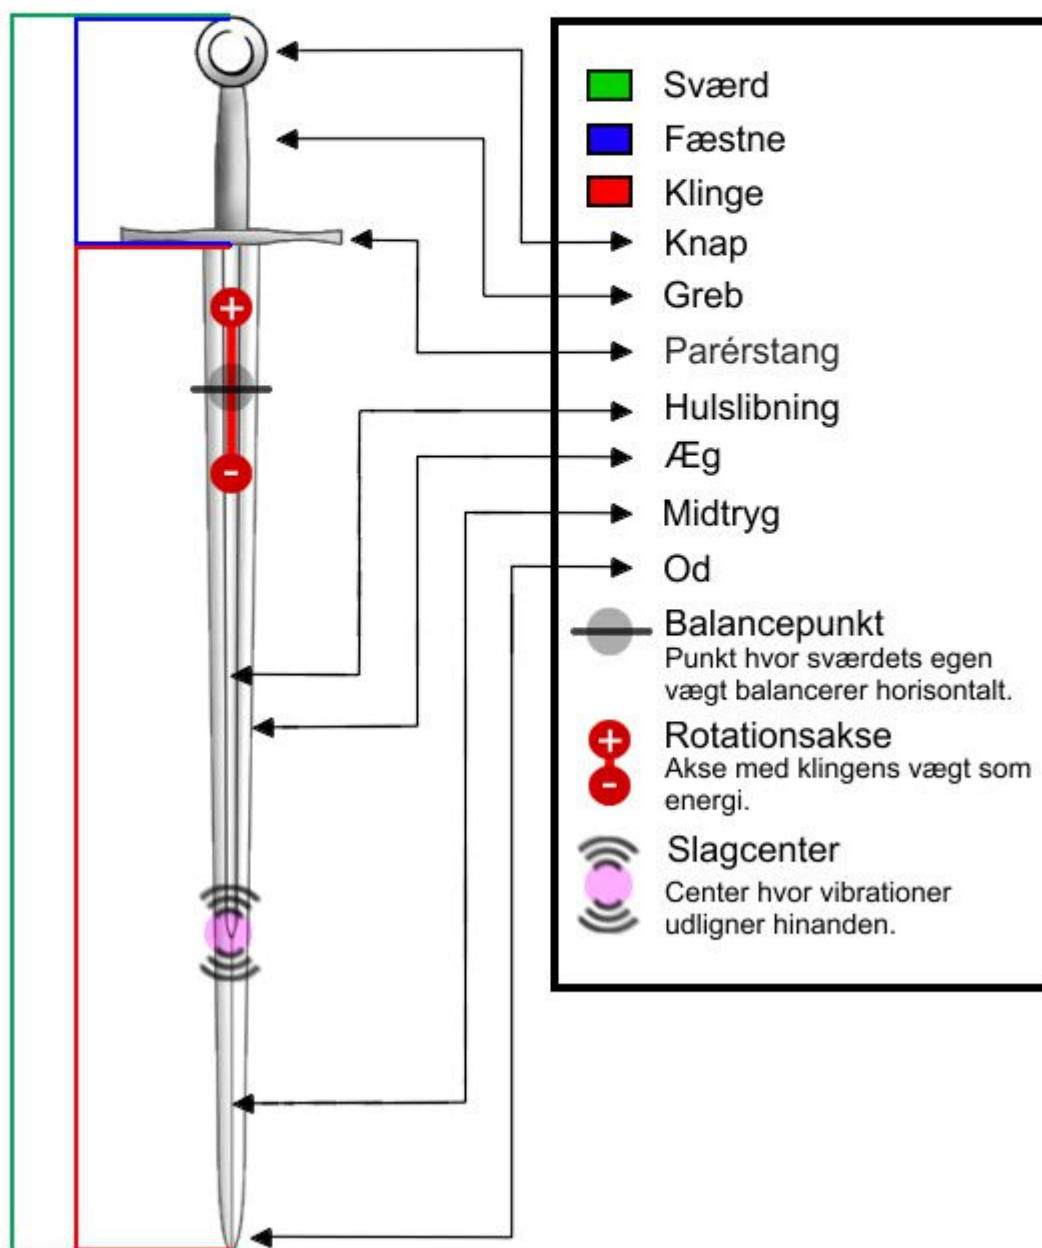 Sværd
Fæstne
Klinge
Knap
Greb
Parérstang
Hulslibning
Æg
Midtryg
Od
Balancepunkt
Punkt hvor sværdets egen
vægt balancerer horisontalt.
Rotationsakse
Akse med klingens vægt som
energi.
Slagcenter
Center hvor vibrationer
udligner hinanden.